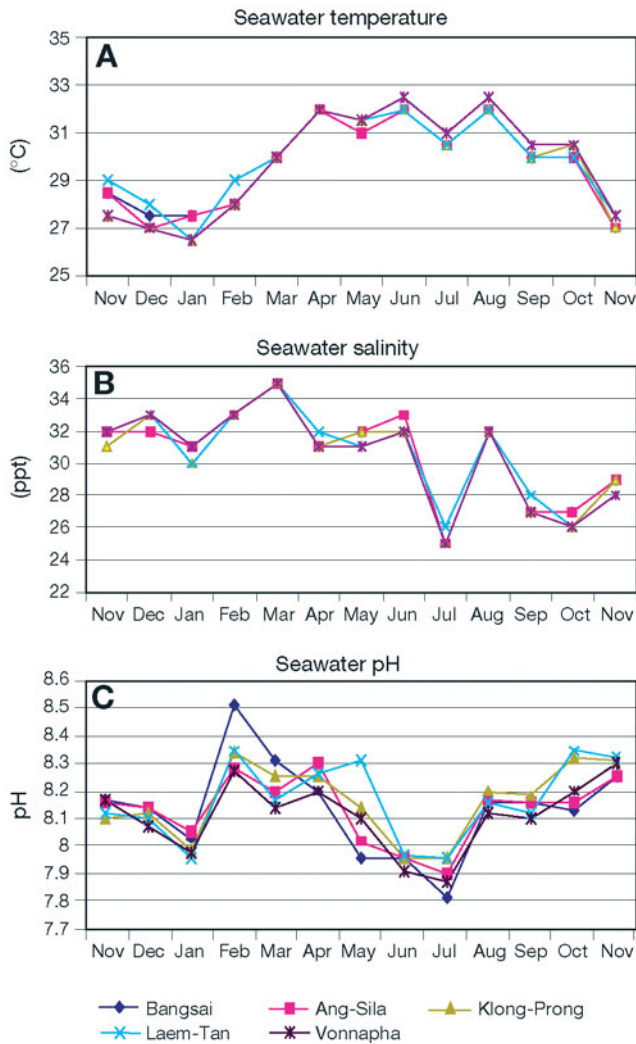 Seawater temperature
A
(°C)
35
33
31
29
27
25
Nov Dec Jan Feb Mar Apr May Jun Jul Aug Sep Oct Nov
Seawater salinity
B
(ppt)
36
34
32
30
28
26
24
22
Nov Dec Jan Feb Mar Apr May Jun Jul Aug Sep Oct Nov
Seawater pH
C
pH
8.6
8.5
8.4
8.3
8.2
8.1
8
7.9
7.8
7.7
Nov Dec Jan Feb Mar Apr May Jun Jul Aug Sep Oct Nov
Bangsai Ang-Sila Klong-Prong
Laem-Tan Vonnapha